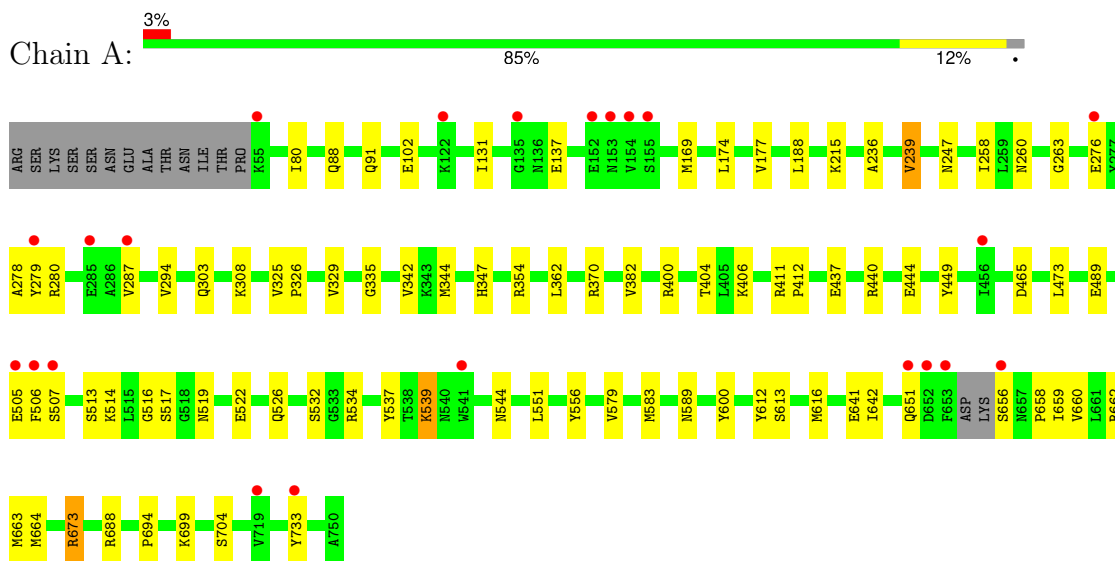 3%
Chain A:
85% 12% •
ARG SER LYS SER SER ASN GLU ALA THR ASN ILE THR THR PRO K55 I80 Q88 Q91 E102 K122 I131 G135 N136 E137 E152 N153 V154 S155 M169 L174 V177 L188 K215 A236 V239 N247 I258 L259 N260 G263 E276 Y277
A278 Y279 R280 E285 A286 V287 V294 Q303 K308 V325 P326 V329 G335 V342 K343 M344 H347 R354 L362 R370 V382 R400 T404 L405 K406 R411 P412 E437 R440 E444 Y449 I456 D465 L473 E489
E505 F506 S507 S513 K514 L515 G516 S517 G518 N519 E522 Q526 S532 G533 R534 Y537 T538 K539 N540 W541 N544 L551 Y556 V579 M583 N589 Y600 Y612 S613 M616 E641 I642 Q651 D652 F653 ASP LYS S656 N657 P658 I659 V660 L661
M663 M664 R673 R688 P694 K699 S704 V719 Y733 A750